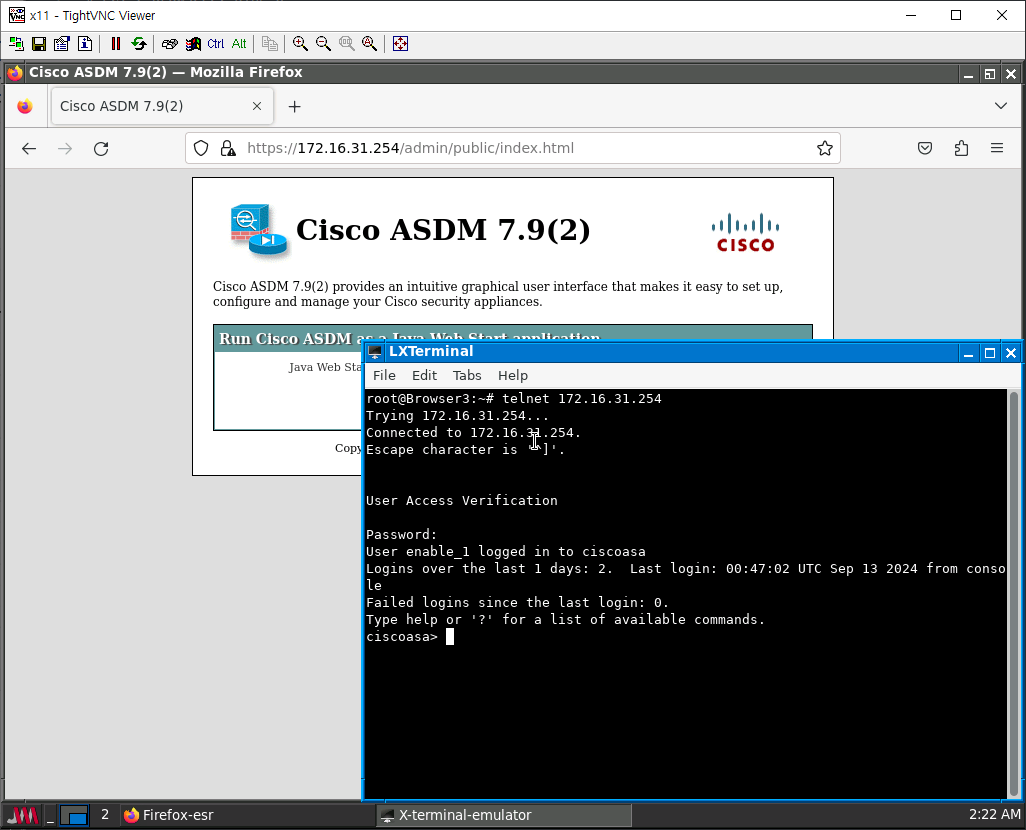 x11 - TightVNC Viewer
Ctrl Alt
Cisco ASDM 7.9(2) — Mozilla Firefox
Cisco ASDM 7.9(2)
https://172.16.31.254/admin/public/index.html
Cisco ASDM 7.9(2)
CISCO
Cisco ASDM 7.9(2) provides an intuitive graphical user interface that makes it easy to set up,
configure and manage your Cisco security appliances.
Run Cisco ASDM as a Java Web Start application
Java Web Sta
Copy
LXTerminal
File Edit Tabs Help
root@Browser3:~# telnet 172.16.31.254
Trying 172.16.31.254...
Connected to 172.16.31.254.
Escape character is '^]'.
User Access Verification
Password:
User enable_1 logged in to ciscoasa
Logins over the last 1 days: 2.  Last login: 00:47:02 UTC Sep 13 2024 from conso
le
Failed logins since the last login: 0.
Type help or '?' for a list of available commands.
ciscoasa>
2 Firefox-esr X-terminal-emulator 2:22 AM